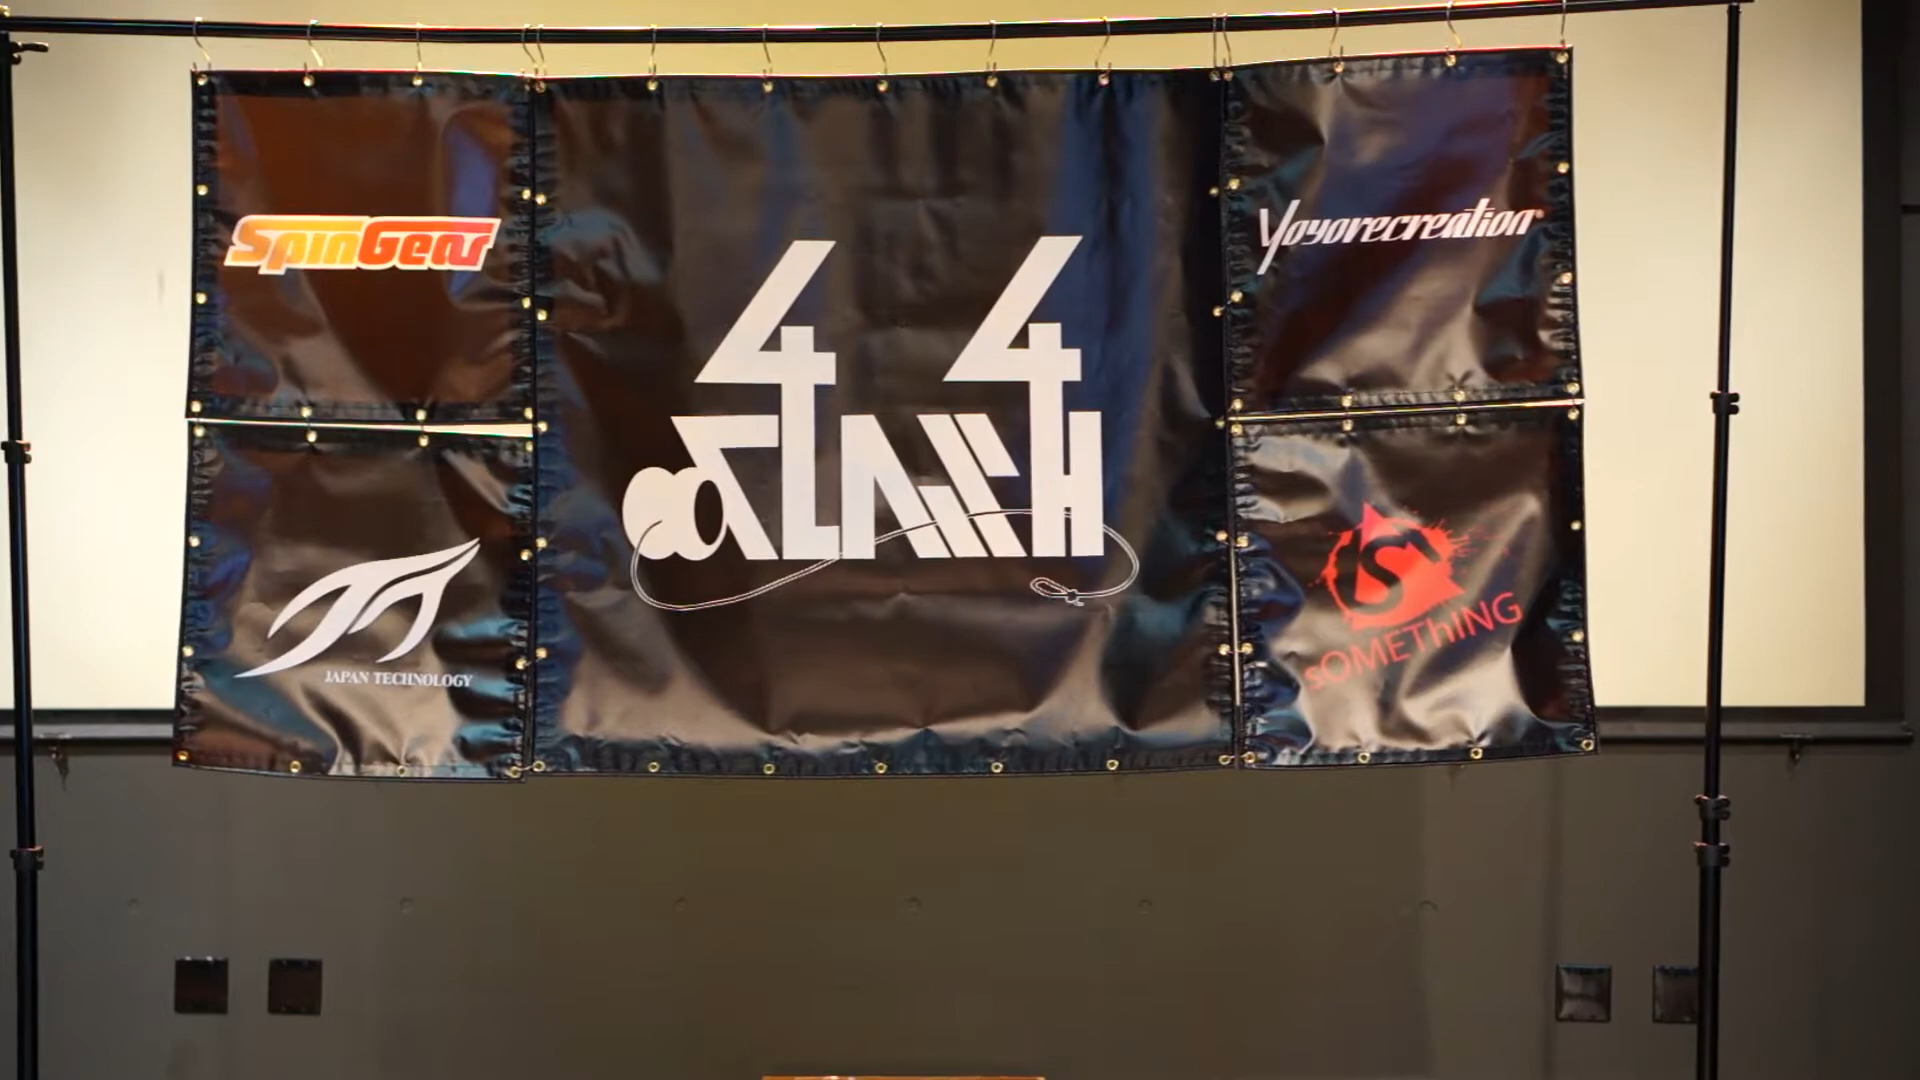 SpinGear
44
CLASH
Yoyorecreation®
JAPAN TECHNOLOGY
S
sOMEThING